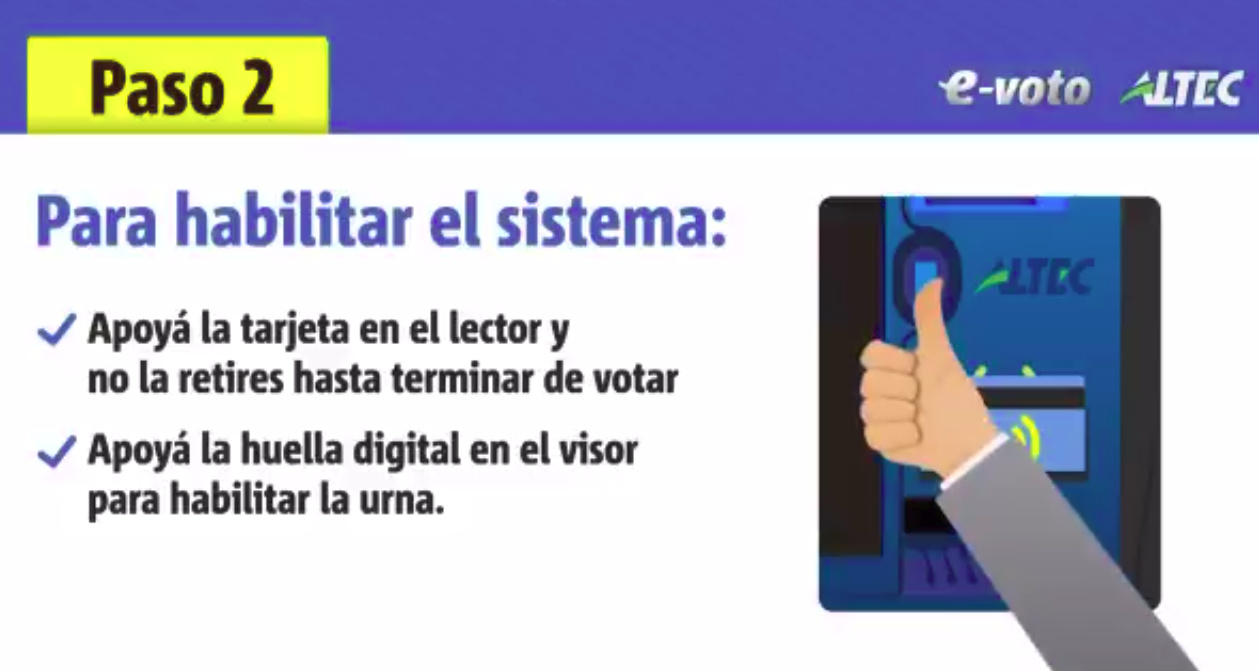 Paso 2
e-voto ALTEC
Para habilitar el sistema:
Apoyá la tarjeta en el lector y
no la retires hasta terminar de votar
Apoyá la huella digital en el visor
para habilitar la urna.
ALTEC